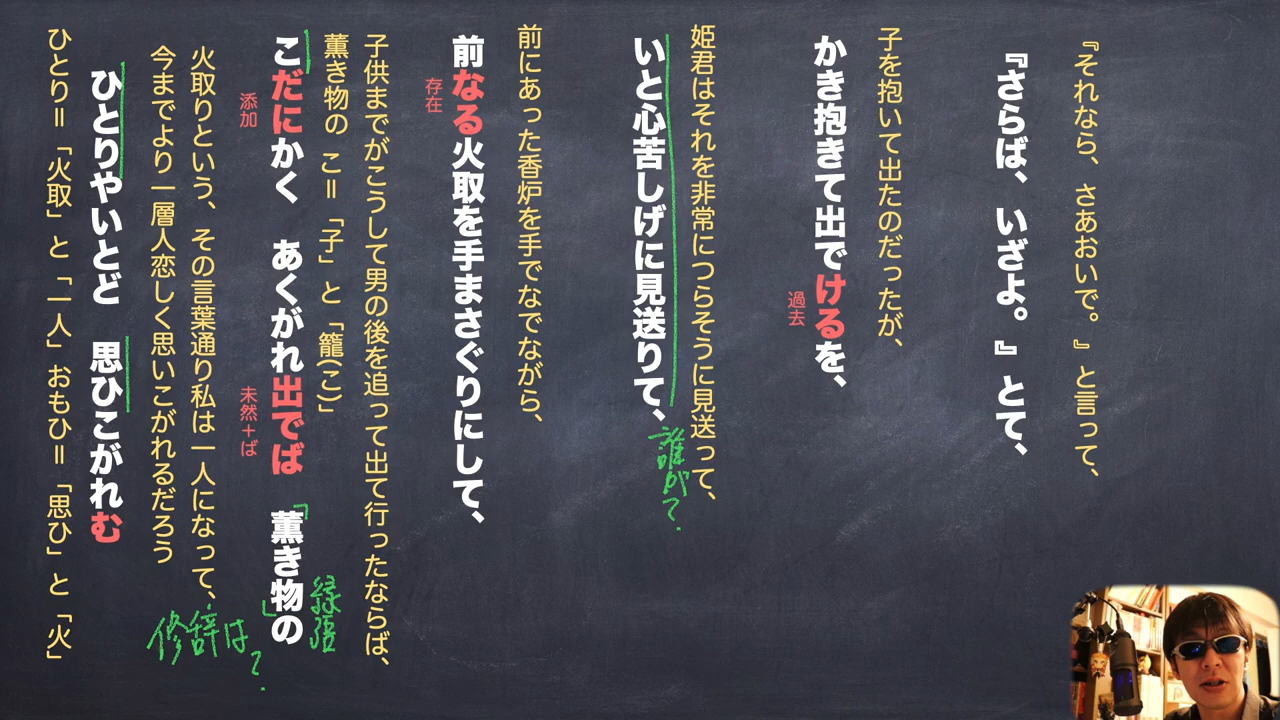 『それなら、さあおいで。』と言って、
『さらば、いざよ。』とて、
子を抱いて出たのだったが、
かき抱きて出でけるを、
過去
姫君はそれを非常につらそうに見送って、
いと心苦しげに見送りて、
誰が?
前にあった香炉を手でなでながら、
前なる火取を手まさぐりにして、
存在
子供までがこうして男の後を追って出て行ったならば、
薫き物の こ＝「子」と「籠(こ)」
こだにかく あくがれ出でば 「薫き物」の
縁語
添加
未然＋ば
火取りという、その言葉通り私は一人になって、
今までより一層人恋しく思いこがれるだろう
修辞は?
ひとりやいとど 思ひこがれむ
ひとり＝「火取」と「一人」おもひ＝「思ひ」と「火」